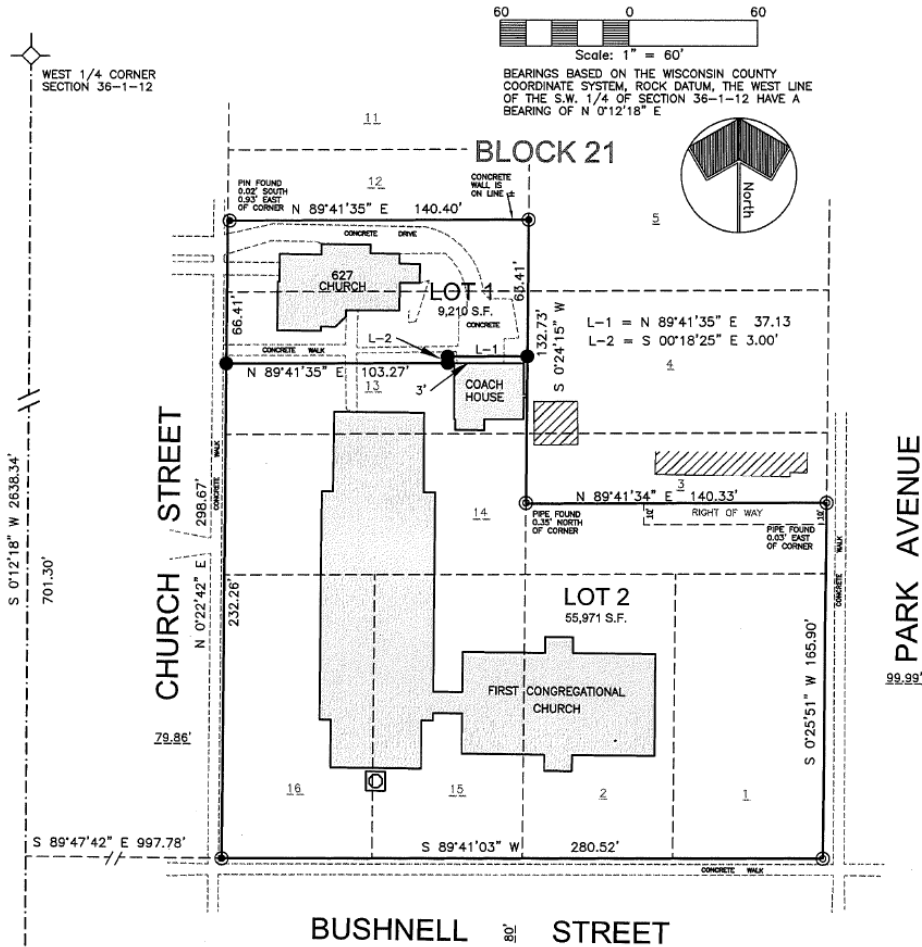 60 0 60
Scale: 1" = 60'
BEARINGS BASED ON THE WISCONSIN COUNTY
COORDINATE SYSTEM, ROCK DATUM, THE WEST LINE
OF THE S.W. 1/4 OF SECTION 36-1-12 HAVE A
BEARING OF N 0°12'18" E
WEST 1/4 CORNER
SECTION 36-1-12
11
BLOCK 21
North
12
PIN FOUND
0.02' SOUTH
0.93' EAST
OF CORNER
CONCRETE
WALL IS
ON LINE ±
N 89°41'35" E 140.40'
5
CONCRETE DRIVE
627
CHURCH
LOT 1
9,210 S.F.
CONCRETE
66.41'
63.41'
132.73'
S 0°24'15" W
L-1 = N 89°41'35" E 37.13
L-2 = S 00°18'25" E 3.00'
4
L-2
L-1
CONCRETE WALK
N 89°41'35" E 103.27'
13
3'
COACH
HOUSE
S 0°12'18" W 2638.34'
701.30'
CHURCH STREET
N 0°22'42" E 298.67'
CONCRETE WALK
232.26'
14
3
N 89°41'34" E 140.33'
PIPE FOUND
0.35' NORTH
OF CORNER
10'
RIGHT OF WAY
10'
PIPE FOUND
0.03' EAST
OF CORNER
CONCRETE WALK
PARK AVENUE
99.99'
LOT 2
55,971 S.F.
S 0°25'51" W 165.90'
FIRST CONGREGATIONAL
CHURCH
79.86'
16
15
2
1
S 89°47'42" E 997.78'
S 89°41'03" W 280.52'
CONCRETE WALK
BUSHNELL 80' STREET